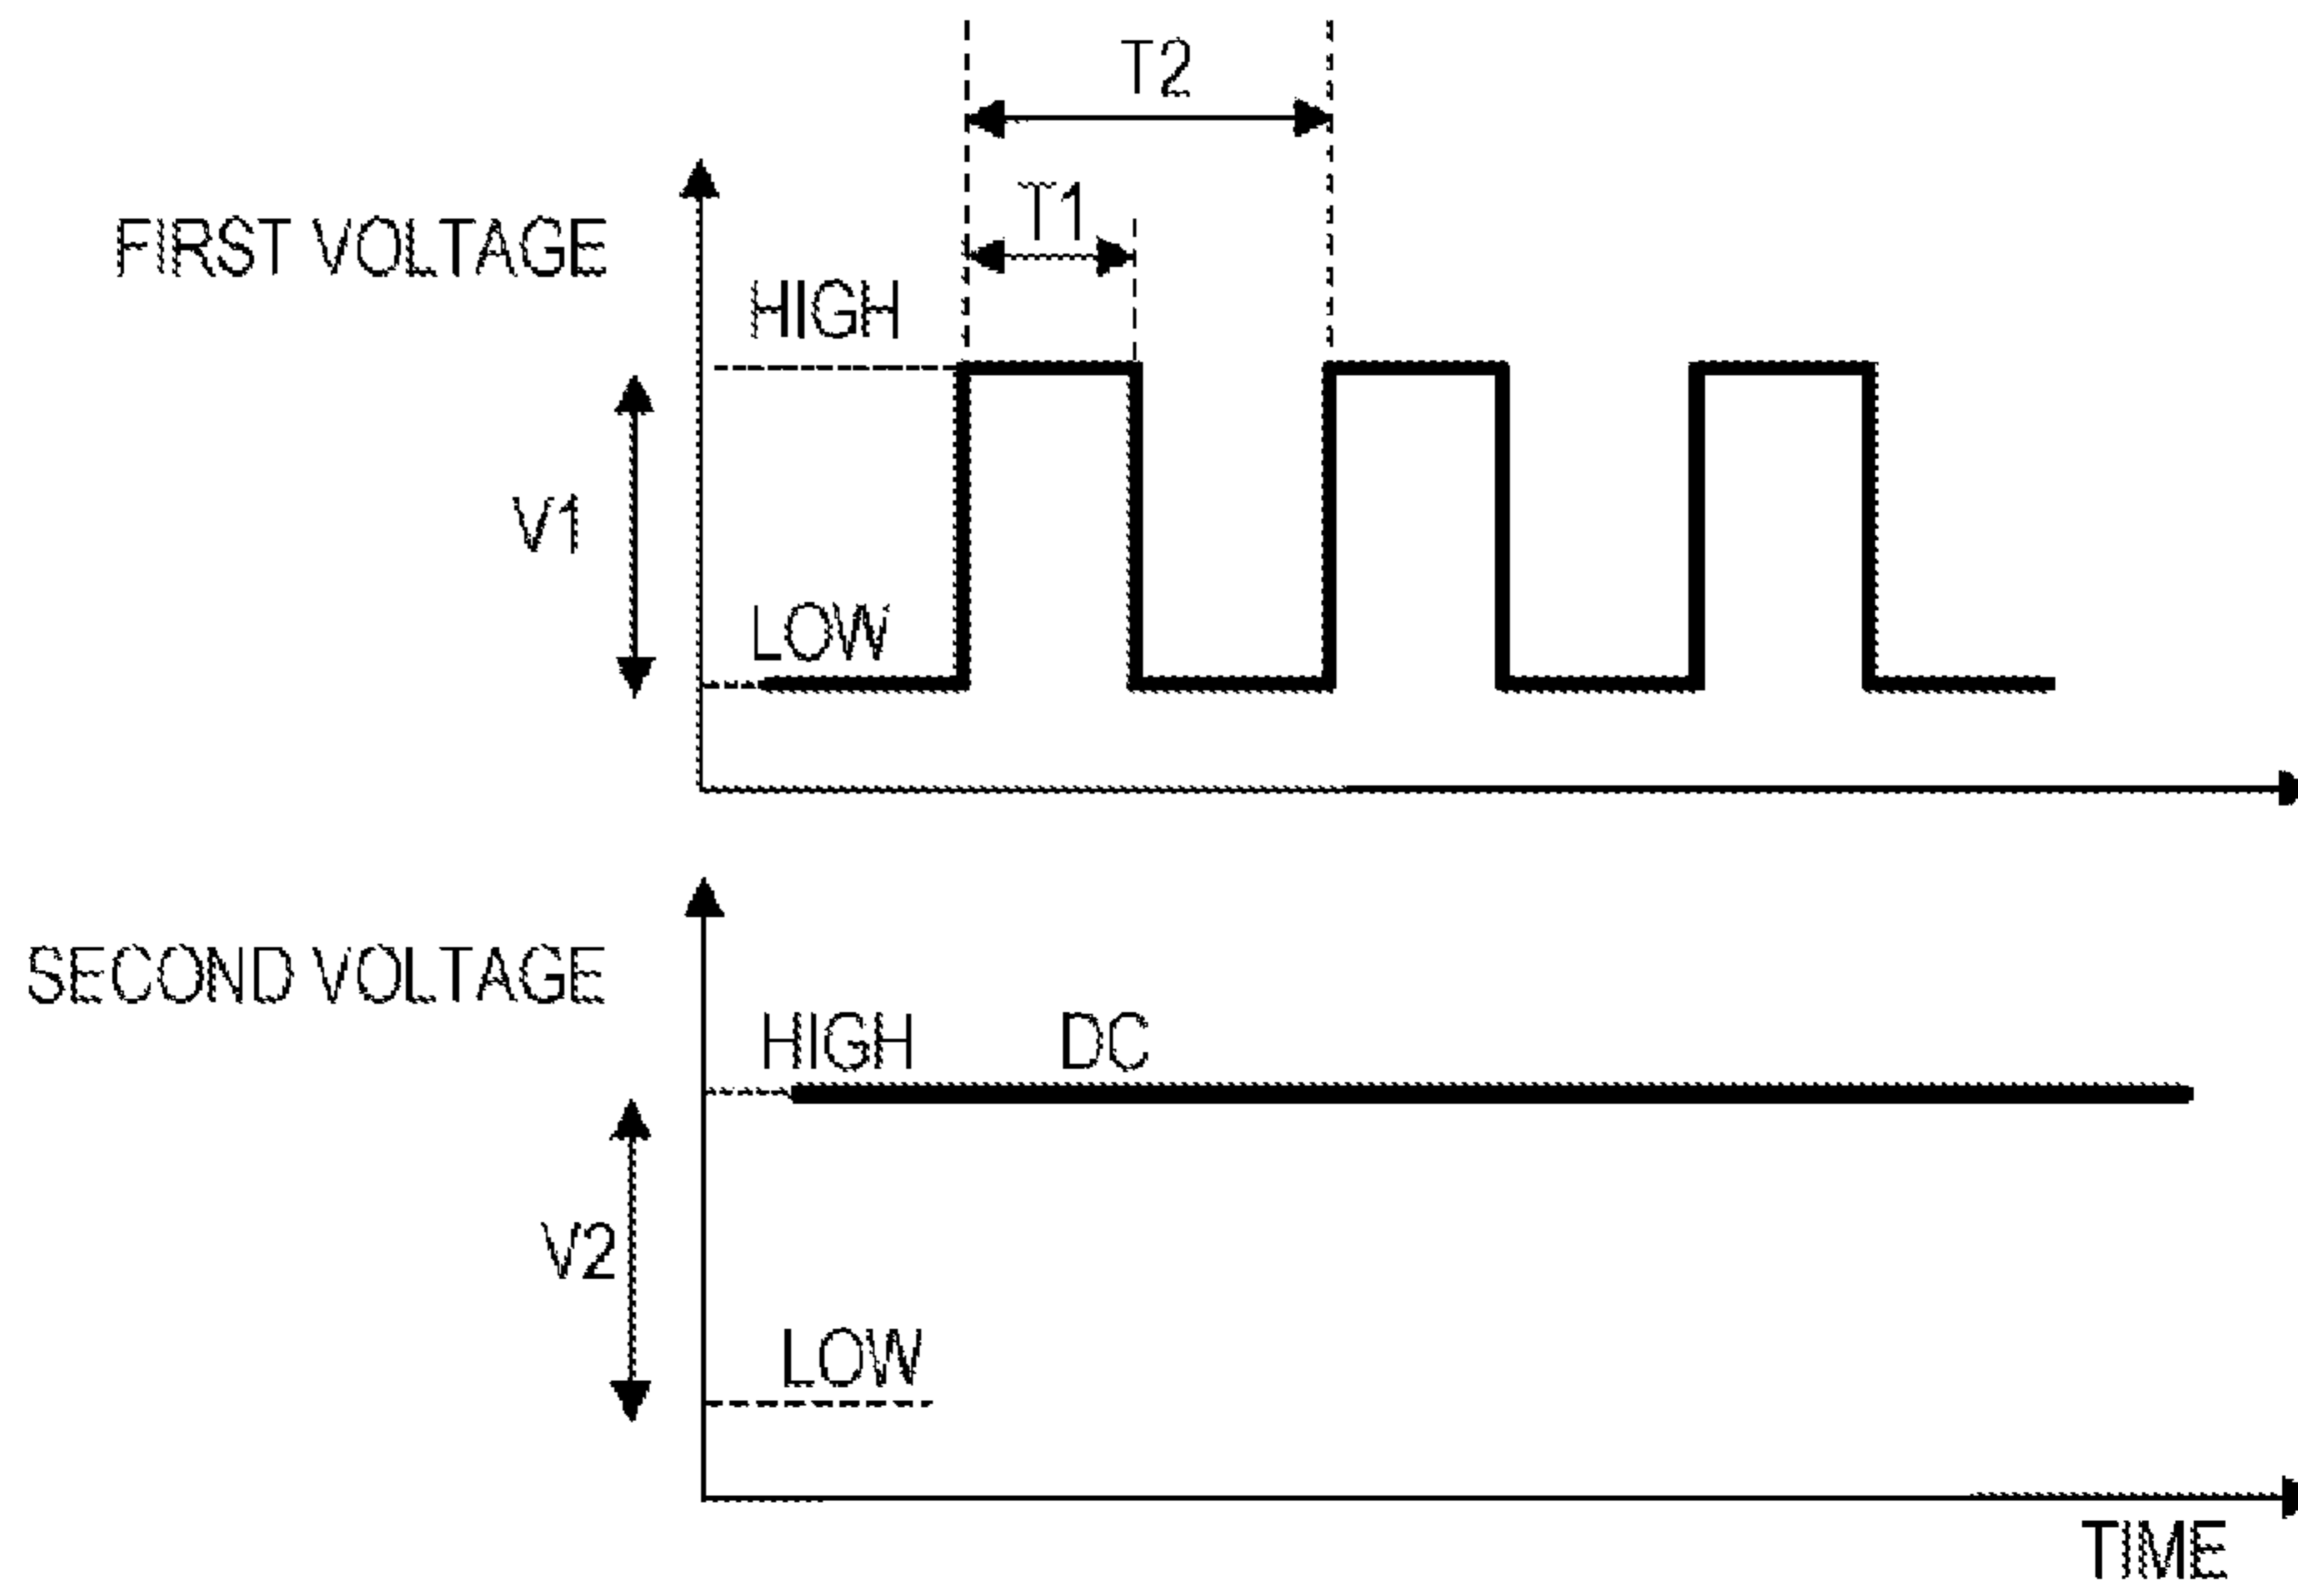 T2
T1
FIRST VOLTAGE
HIGH
V1
LOW
SECOND VOLTAGE
HIGH DC
V2
LOW
TIME